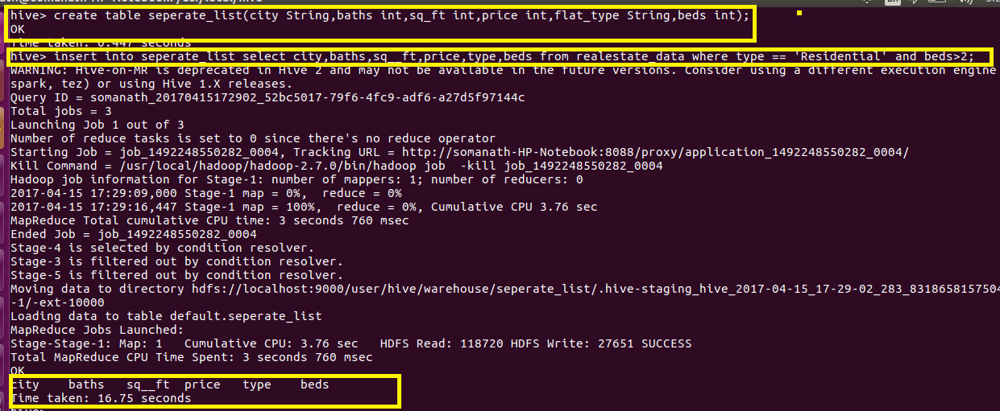 hive> create table seperate_list(city String,baths int,sq_ft int,price int,flat_type String,beds int);
OK
Time taken: 0.447 seconds
hive> insert into seperate_list select city,baths,sq__ft,price,type,beds from realestate_data where type == 'Residential' and beds>2;
WARNING: Hive-on-MR is deprecated in Hive 2 and may not be available in the future versions. Consider using a different execution engine
spark, tez) or using Hive 1.X releases.
Query ID = somanath_20170415172902_52bc5017-79f6-4fc9-adf6-a27d5f97144c
Total jobs = 3
Launching Job 1 out of 3
Number of reduce tasks is set to 0 since there's no reduce operator
Starting Job = job_1492248550282_0004, Tracking URL = http://somanath-HP-Notebook:8088/proxy/application_1492248550282_0004/
Kill Command = /usr/local/hadoop/hadoop-2.7.0/bin/hadoop job  -kill job_1492248550282_0004
Hadoop job information for Stage-1: number of mappers: 1; number of reducers: 0
2017-04-15 17:29:09,000 Stage-1 map = 0%,  reduce = 0%
2017-04-15 17:29:16,447 Stage-1 map = 100%,  reduce = 0%, Cumulative CPU 3.76 sec
MapReduce Total cumulative CPU time: 3 seconds 760 msec
Ended Job = job_1492248550282_0004
Stage-4 is selected by condition resolver.
Stage-3 is filtered out by condition resolver.
Stage-5 is filtered out by condition resolver.
Moving data to directory hdfs://localhost:9000/user/hive/warehouse/seperate_list/.hive-staging_hive_2017-04-15_17-29-02_283_8318658157504
-1/-ext-10000
Loading data to table default.seperate_list
MapReduce Jobs Launched:
Stage-Stage-1: Map: 1   Cumulative CPU: 3.76 sec   HDFS Read: 118720 HDFS Write: 27651 SUCCESS
Total MapReduce CPU Time Spent: 3 seconds 760 msec
OK
city    baths   sq__ft  price   type    beds
Time taken: 16.75 seconds
hive>